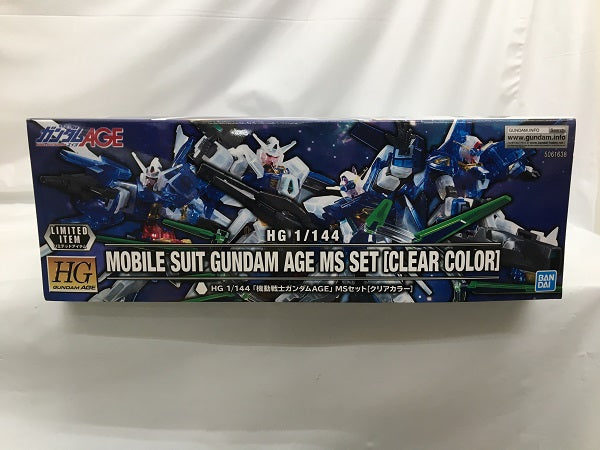 ガンダムAGE
GUNDAM.INFO
www.gundam.info
5061636
LIMITED
ITEM
リミテッドアイテム
HG
GUNDAM AGE
HG 1/144
MOBILE SUIT GUNDAM AGE MS SET [CLEAR COLOR]
HG 1/144「機動戦士ガンダムAGE」MSセット[クリアカラー]
BAN
DAI